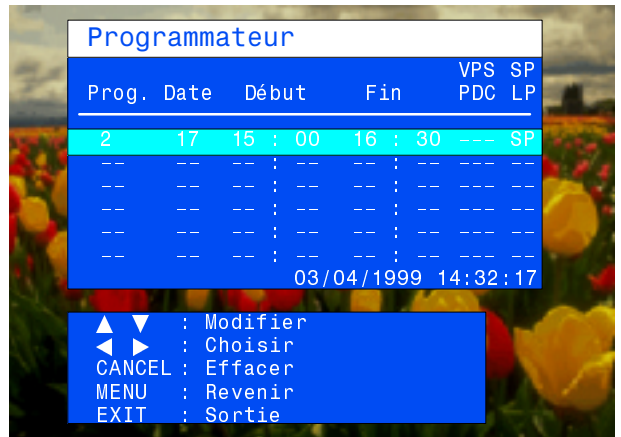 Programmateur
VPS SP
Prog. Date Début Fin PDC LP
2 17 15 : 00 16 : 30 --- SP
-- -- -- : -- -- : -- --- --
-- -- -- : -- -- : -- --- --
-- -- -- : -- -- : -- --- --
-- -- -- : -- -- : -- --- --
-- -- -- : -- -- : -- --- --
03/04/1999 14:32:17
▲ ▼ : Modifier
◀ ▶ : Choisir
CANCEL : Effacer
MENU : Revenir
EXIT : Sortie